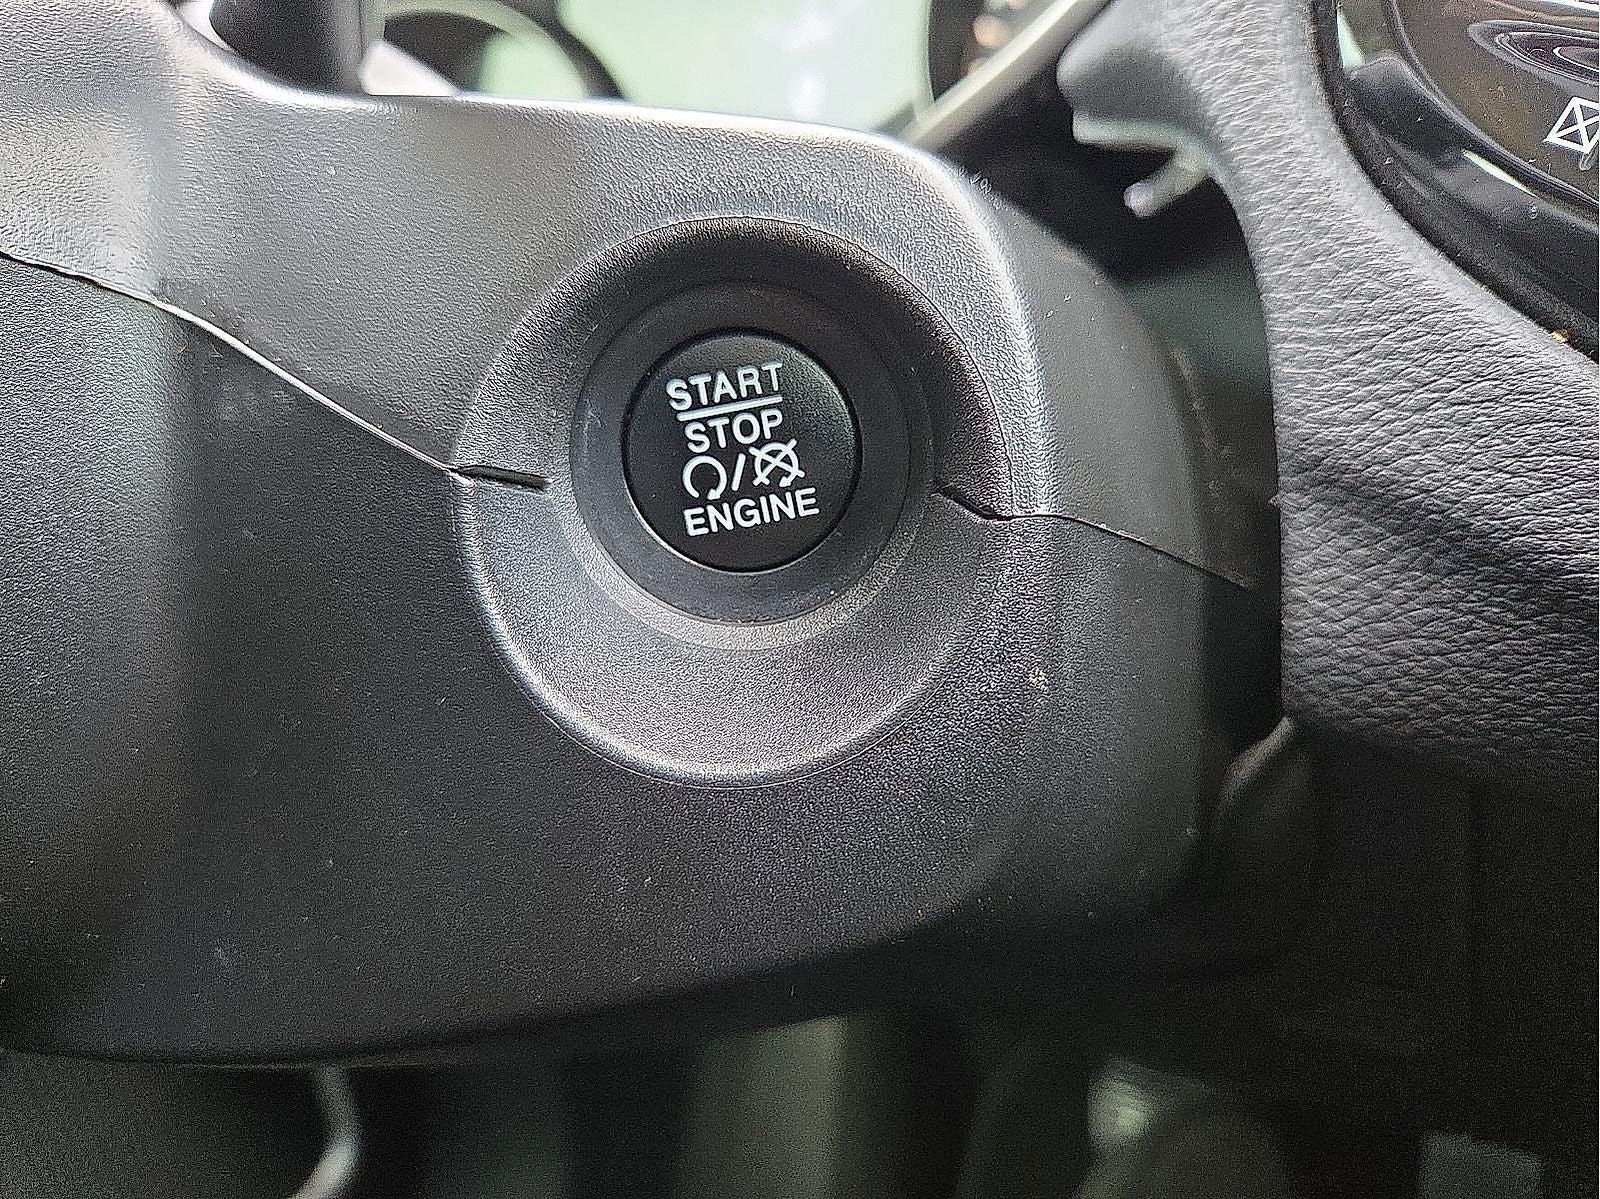 START
STOP
/
ENGINE